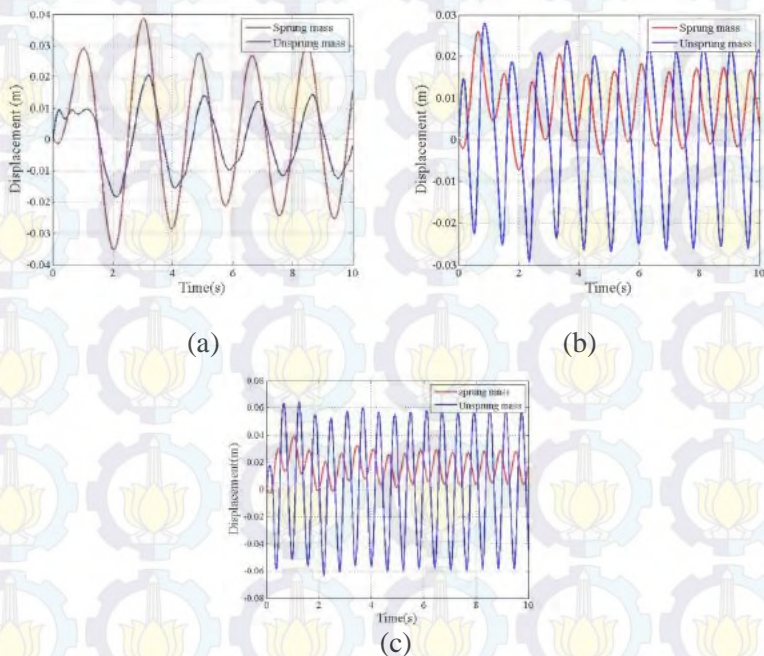 0.04
0.03
0.02
0.01
0
-0.01
-0.02
-0.03
0.04
0 2 4 6 8 10
Displacement (m)
Time(s)
Sprung mass
Unsprung mass
(a)
0.03
0.02
0.01
0
0.01
-0.02
-0.03
0 2 4 6 8 10
Displacement (m)
Time(s)
Sprung mass
Unsprung mass
(b)
0.08
0.06
0.04
0.02
0
-0.02
-0.04
-0.06
-0.08
0 2 4 6 8 10
Displacement(m)
Time(s)
sprung mass
Unsprung mass
(c)